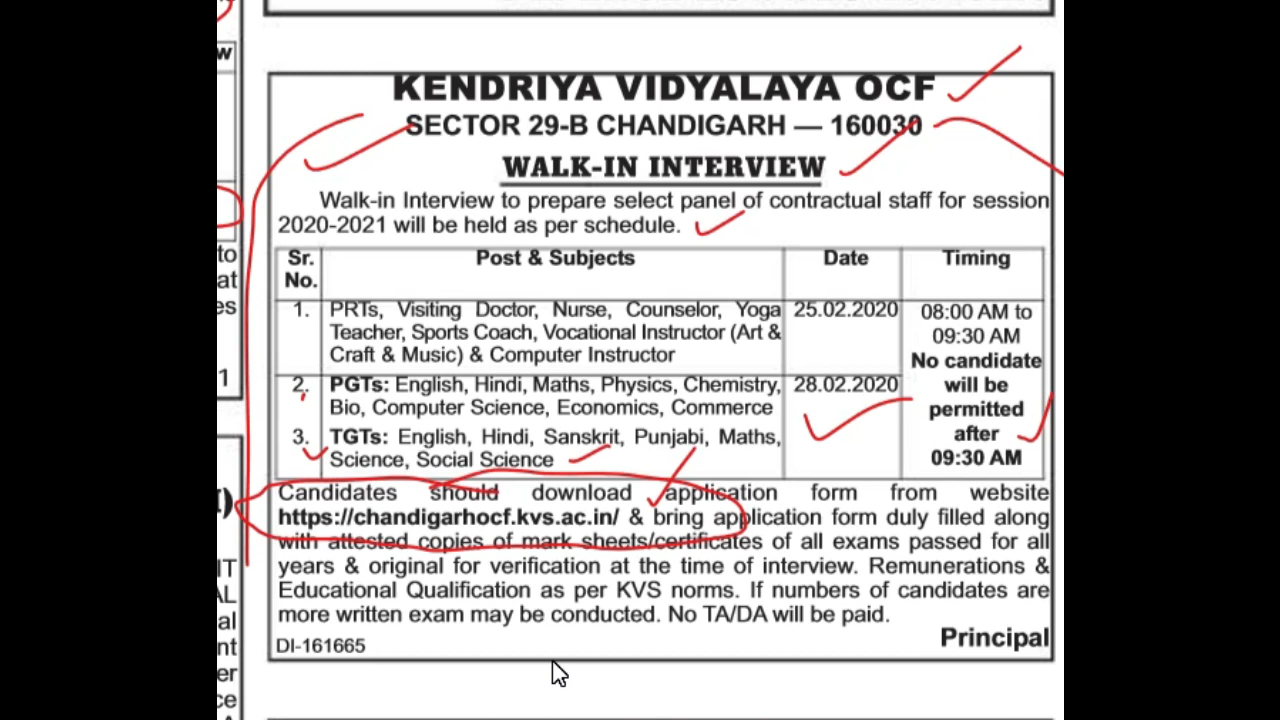 KENDRIYA VIDYALAYA OCF
SECTOR 29-B CHANDIGARH — 160030
WALK-IN INTERVIEW
Walk-in Interview to prepare select panel of contractual staff for session
2020-2021 will be held as per schedule.
Sr. No. Post & Subjects Date Timing
1. PRTs, Visiting Doctor, Nurse, Counselor, Yoga
Teacher, Sports Coach, Vocational Instructor (Art &
Craft & Music) & Computer Instructor
25.02.2020
2. PGTs: English, Hindi, Maths, Physics, Chemistry,
Bio, Computer Science, Economics, Commerce
28.02.2020
3. TGTs: English, Hindi, Sanskrit, Punjabi, Maths,
Science, Social Science
08:00 AM to
09:30 AM
No candidate
will be
permitted
after
09:30 AM
Candidates should download application form from website
https://chandigarhocf.kvs.ac.in/ & bring application form duly filled along
with attested copies of mark sheets/certificates of all exams passed for all
years & original for verification at the time of interview. Remunerations &
Educational Qualification as per KVS norms. If numbers of candidates are
more written exam may be conducted. No TA/DA will be paid.
DI-161665
Principal